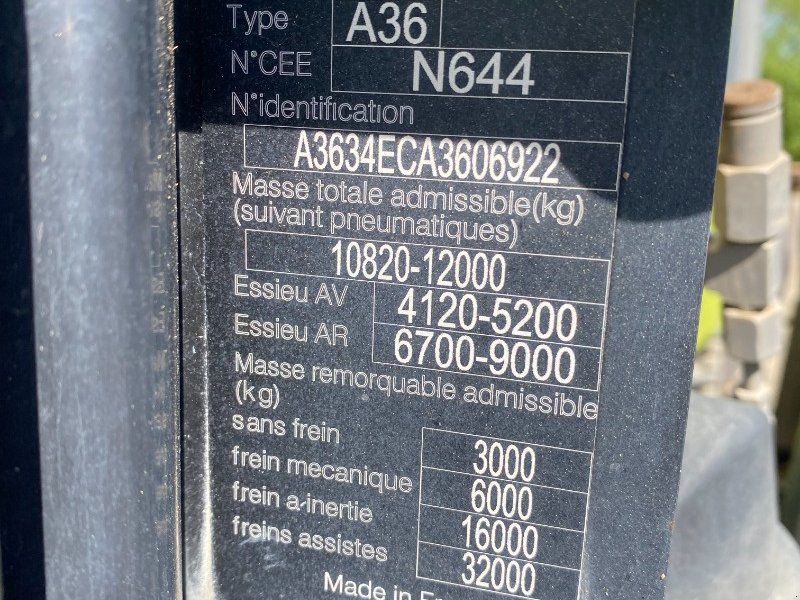 Type A36
N°CEE N644
N°identification
A3634ECA3606922
Masse totale admissible(kg)
(suivant pneumatiques)
10820-12000
Essieu AV 4120-5200
Essieu AR 6700-9000
Masse remorquable admissible
(kg)
sans frein 3000
frein mecanique 6000
frein a-inertie 16000
freins assistes 32000
Made in